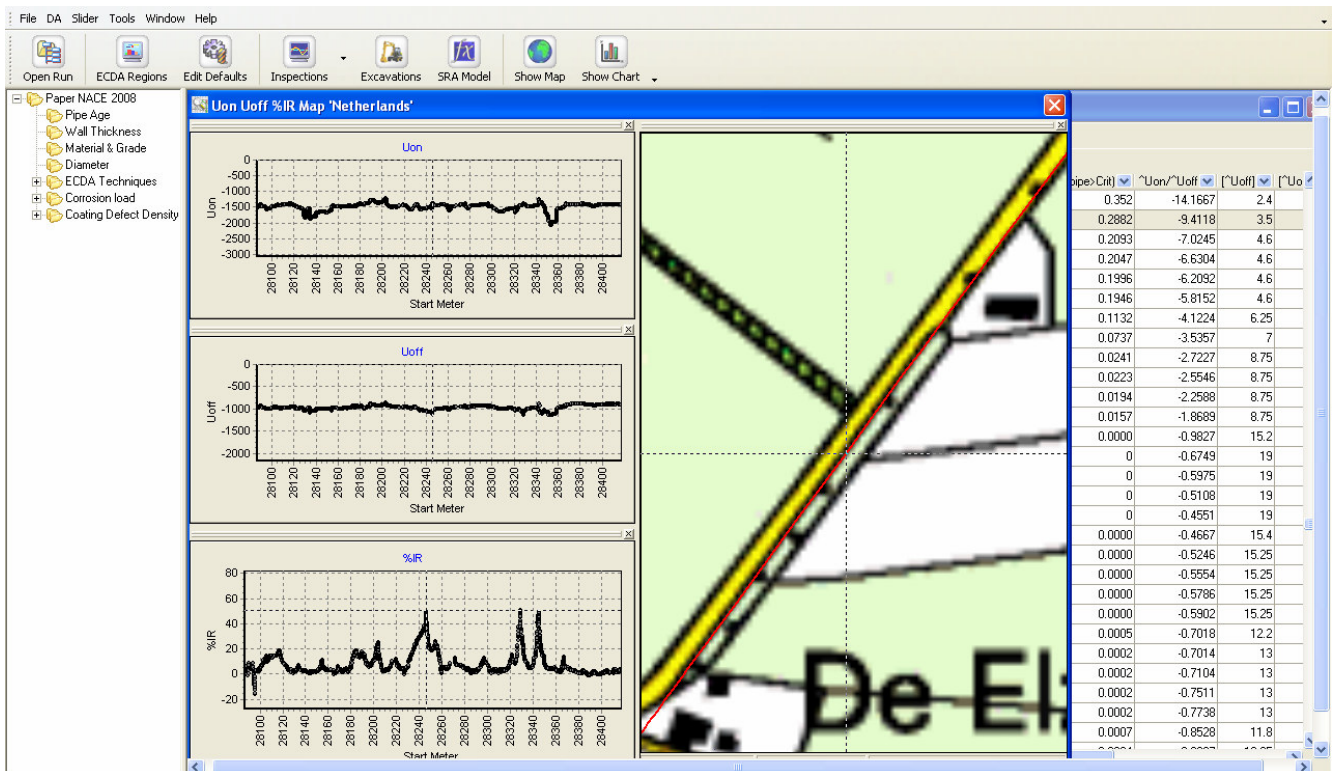 File DA Slider Tools Window Help
Open Run ECDA Regions Edit Defaults Inspections Excavations SRA Model Show Map Show Chart
Paper NACE 2008
Pipe Age
Wall Thickness
Material & Grade
Diameter
ECDA Techniques
Corrosion load
Coating Defect Density
Uon Uoff %IR Map 'Netherlands'
Uon
0
-500
-1000
-1500
-2000
-2500
-3000
Uon
28100 28120 28140 28160 28180 28200 28220 28240 28260 28280 28300 28320 28340 28360 28380 28400
Start Meter
Uoff
0
-500
-1000
-1500
-2000
Uoff
28100 28120 28140 28160 28180 28200 28220 28240 28260 28280 28300 28320 28340 28360 28380 28400
Start Meter
%IR
80
60
40
20
0
-20
%IR
28100 28120 28140 28160 28180 28200 28220 28240 28260 28280 28300 28320 28340 28360 28380 28400
Start Meter
De Ela
pipe>Crit) ^Uon/^Uoff [^Uoff] [^Uo
0.352 -14.1667 2.4
0.2882 -9.4118 3.5
0.2093 -7.0245 4.6
0.2047 -6.6304 4.6
0.1996 -6.2092 4.6
0.1946 -5.8152 4.6
0.1132 -4.1224 6.25
0.0737 -3.5357 7
0.0241 -2.7227 8.75
0.0223 -2.5546 8.75
0.0194 -2.2588 8.75
0.0157 -1.8689 8.75
0.0000 -0.9827 15.2
0 -0.6749 19
0 -0.5975 19
0 -0.5108 19
0 -0.4551 19
0.0000 -0.4667 15.4
0.0000 -0.5246 15.25
0.0000 -0.5554 15.25
0.0000 -0.5786 15.25
0.0000 -0.5902 15.25
0.0005 -0.7018 12.2
0.0002 -0.7014 13
0.0002 -0.7104 13
0.0002 -0.7511 13
0.0002 -0.7738 13
0.0007 -0.8528 11.8